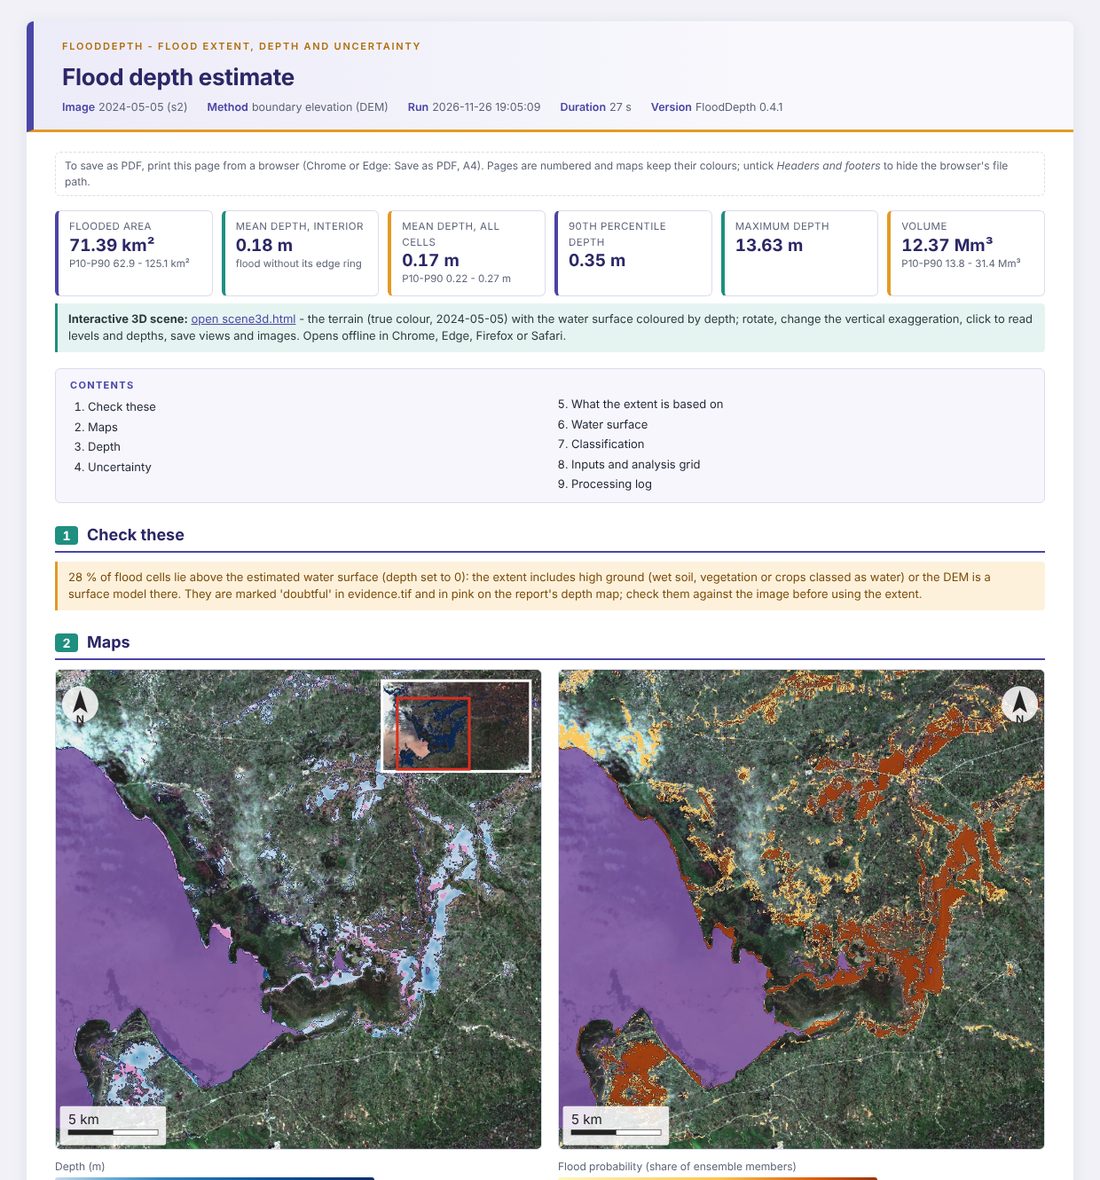 FLOODDEPTH - FLOOD EXTENT, DEPTH AND UNCERTAINTY
Flood depth estimate
Image 2024-05-05 (s2) Method boundary elevation (DEM) Run 2026-11-26 19:05:09 Duration 27 s Version FloodDepth 0.4.1
To save as PDF, print this page from a browser (Chrome or Edge: Save as PDF, A4). Pages are numbered and maps keep their colours; untick Headers and footers to hide the browser's file
path.
FLOODED AREA
71.39 km²
P10-P90 62.9 - 125.1 km²
MEAN DEPTH, INTERIOR
0.18 m
flood without its edge ring
MEAN DEPTH, ALL
CELLS
0.17 m
P10-P90 0.22 - 0.27 m
90TH PERCENTILE
DEPTH
0.35 m
MAXIMUM DEPTH
13.63 m
VOLUME
12.37 Mm³
P10-P90 13.8 - 31.4 Mm³
Interactive 3D scene: open scene3d.html - the terrain (true colour, 2024-05-05) with the water surface coloured by depth; rotate, change the vertical exaggeration, click to read
levels and depths, save views and images. Opens offline in Chrome, Edge, Firefox or Safari.
CONTENTS
1. Check these
2. Maps
3. Depth
4. Uncertainty
5. What the extent is based on
6. Water surface
7. Classification
8. Inputs and analysis grid
9. Processing log
1 Check these
28 % of flood cells lie above the estimated water surface (depth set to 0): the extent includes high ground (wet soil, vegetation or crops classed as water) or the DEM is a
surface model there. They are marked 'doubtful' in evidence.tif and in pink on the report's depth map; check them against the image before using the extent.
2 Maps
N
N
5 km
5 km
Depth (m)
Flood probability (share of ensemble members)